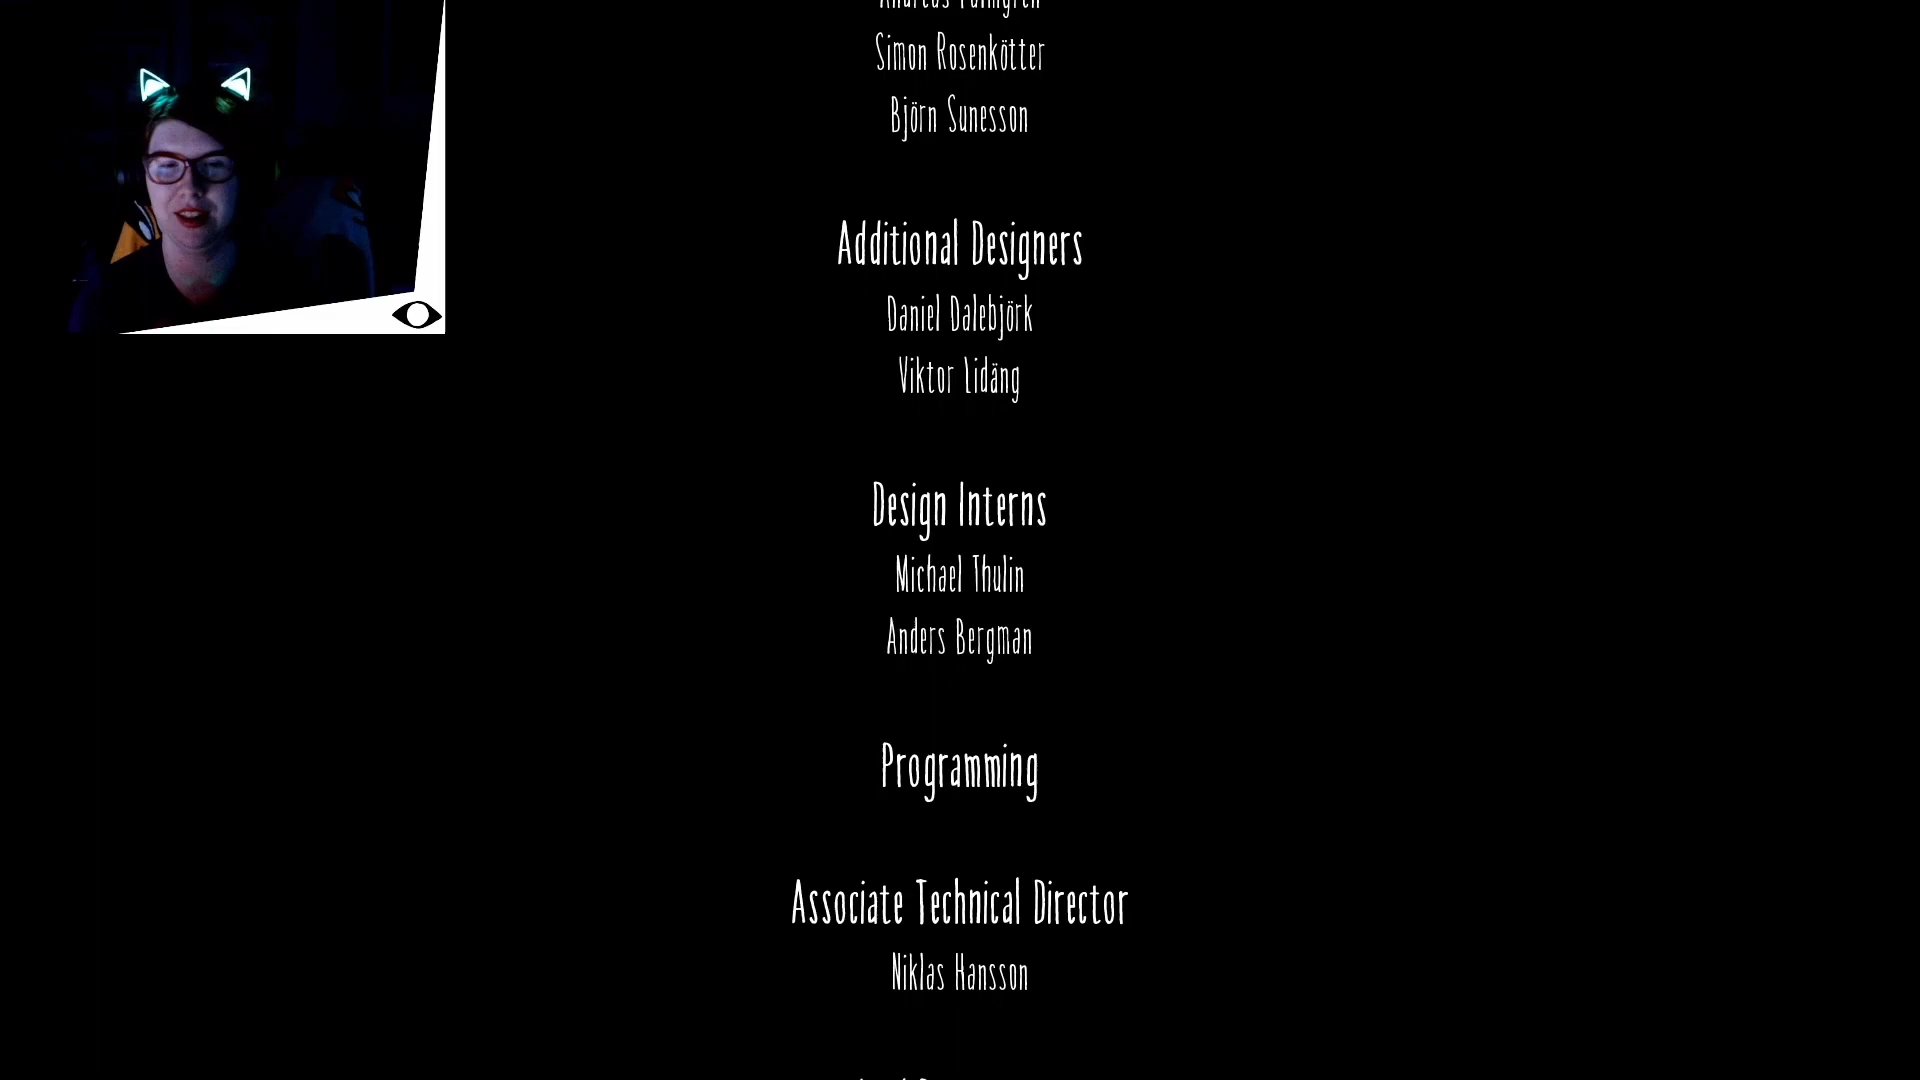 Simon Rosenkötter
Björn Sunesson
Additional Designers
Daniel Dalebjörk
Viktor Lidäng
Design Interns
Michael Thulin
Anders Bergman
Programming
Associate Technical Director
Niklas Hansson